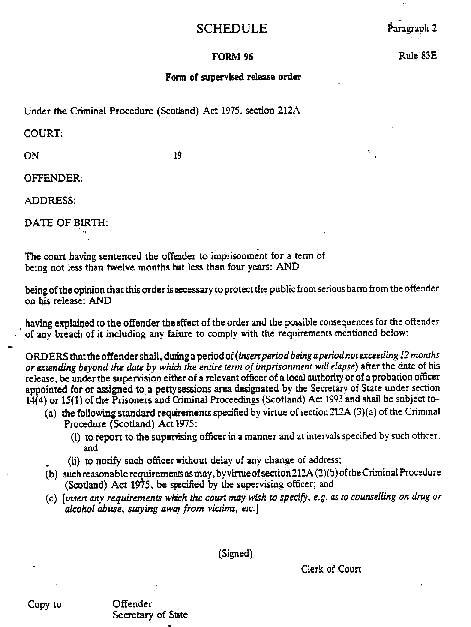 SCHEDULE
Paragraph 2
FORM 96
Rule 83E
Form of supervised release order
Under the Criminal Procedure (Scotland) Act 1975, section 212A
COURT:
ON 19
OFFENDER:
ADDRESS:
DATE OF BIRTH:
The court having sentenced the offender to imprisonment for a term of
being not less than twelve months but less than four years: AND
being of the opinion that this order is necessary to protect the public from serious harm from the offender
on his release: AND
having explained to the offender the effect of the order and the possible consequences for the offender
of any breach of it including any failure to comply with the requirements mentioned below:
ORDERS that the offender shall, during a period of (insert period being a period not exceeding 12 months
or extending beyond the date by which the entire term of imprisonment will elapse) after the date of his
release, be under the supervision either of a relevant officer of a local authority or of a probation officer
appointed for or assigned to a petty sessions area designated by the Secretary of State under section
14(4) or 15(1) of the Prisoners and Criminal Proceedings (Scotland) Act 1993 and shall be subject to-
(a) the following standard requirements specified by virtue of section 212A (3)(a) of the Criminal
Procedure (Scotland) Act 1975:
(i) to report to the supervising officer in a manner and at intervals specified by such officer,
and
(ii) to notify such officer without delay of any change of address;
(b) such reasonable requirements as may, by virtue of section 212A (3)(b) of the Criminal Procedure
(Scotland) Act 1975, be specified by the supervising officer; and
(c) [insert any requirements which the court may wish to specify, e.g. as to counselling on drug or
alcohol abuse, staying away from victims, etc.]
(Signed)
Clerk of Court
Copy to Offender
Secretary of State